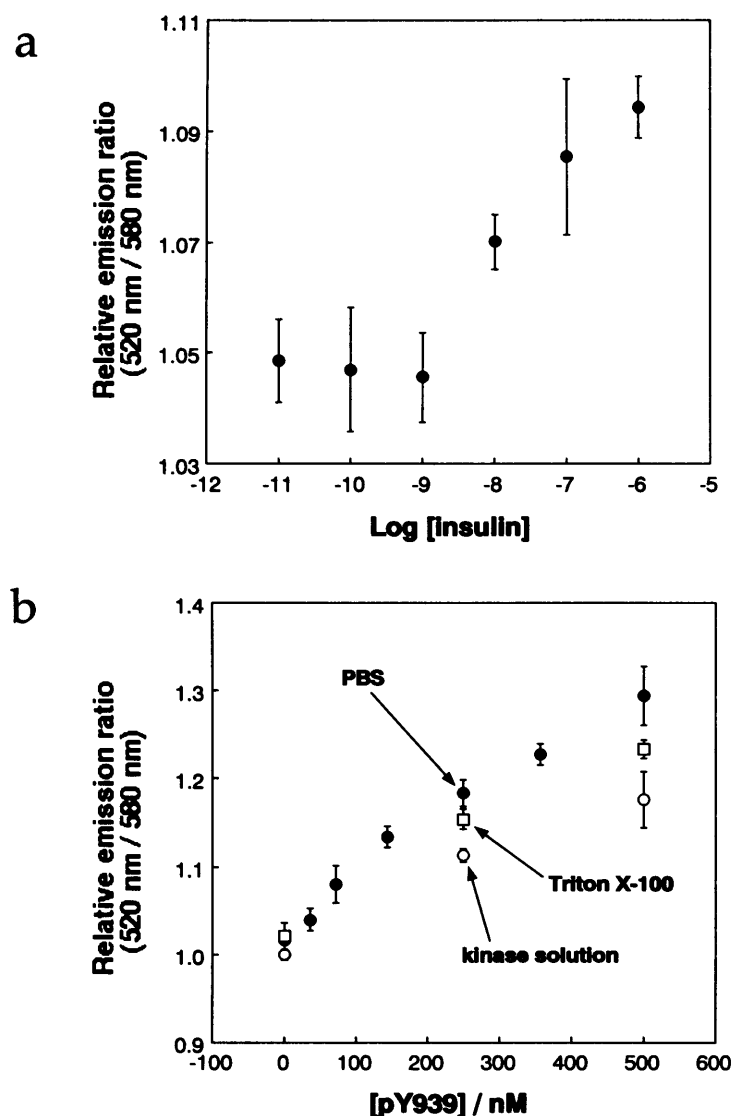 a
1.11
1.09
1.07
1.05
1.03
Relative emission ratio
(520 nm / 580 nm)
-12 -11 -10 -9 -8 -7 -6 -5
Log [insulin]
b
1.4
1.3
1.2
1.1
1.0
0.9
Relative emission ratio
(520 nm / 580 nm)
PBS
Triton X-100
kinase solution
-100 0 100 200 300 400 500 600
[pY939] / nM